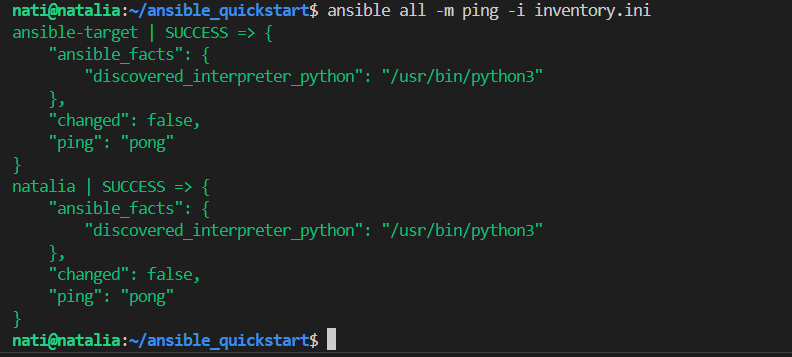 nati@natalia:~/ansible_quickstart$ ansible all -m ping -i inventory.ini
ansible-target | SUCCESS => {
    "ansible_facts": {
        "discovered_interpreter_python": "/usr/bin/python3"
    },
    "changed": false,
    "ping": "pong"
}
natalia | SUCCESS => {
    "ansible_facts": {
        "discovered_interpreter_python": "/usr/bin/python3"
    },
    "changed": false,
    "ping": "pong"
}
nati@natalia:~/ansible_quickstart$